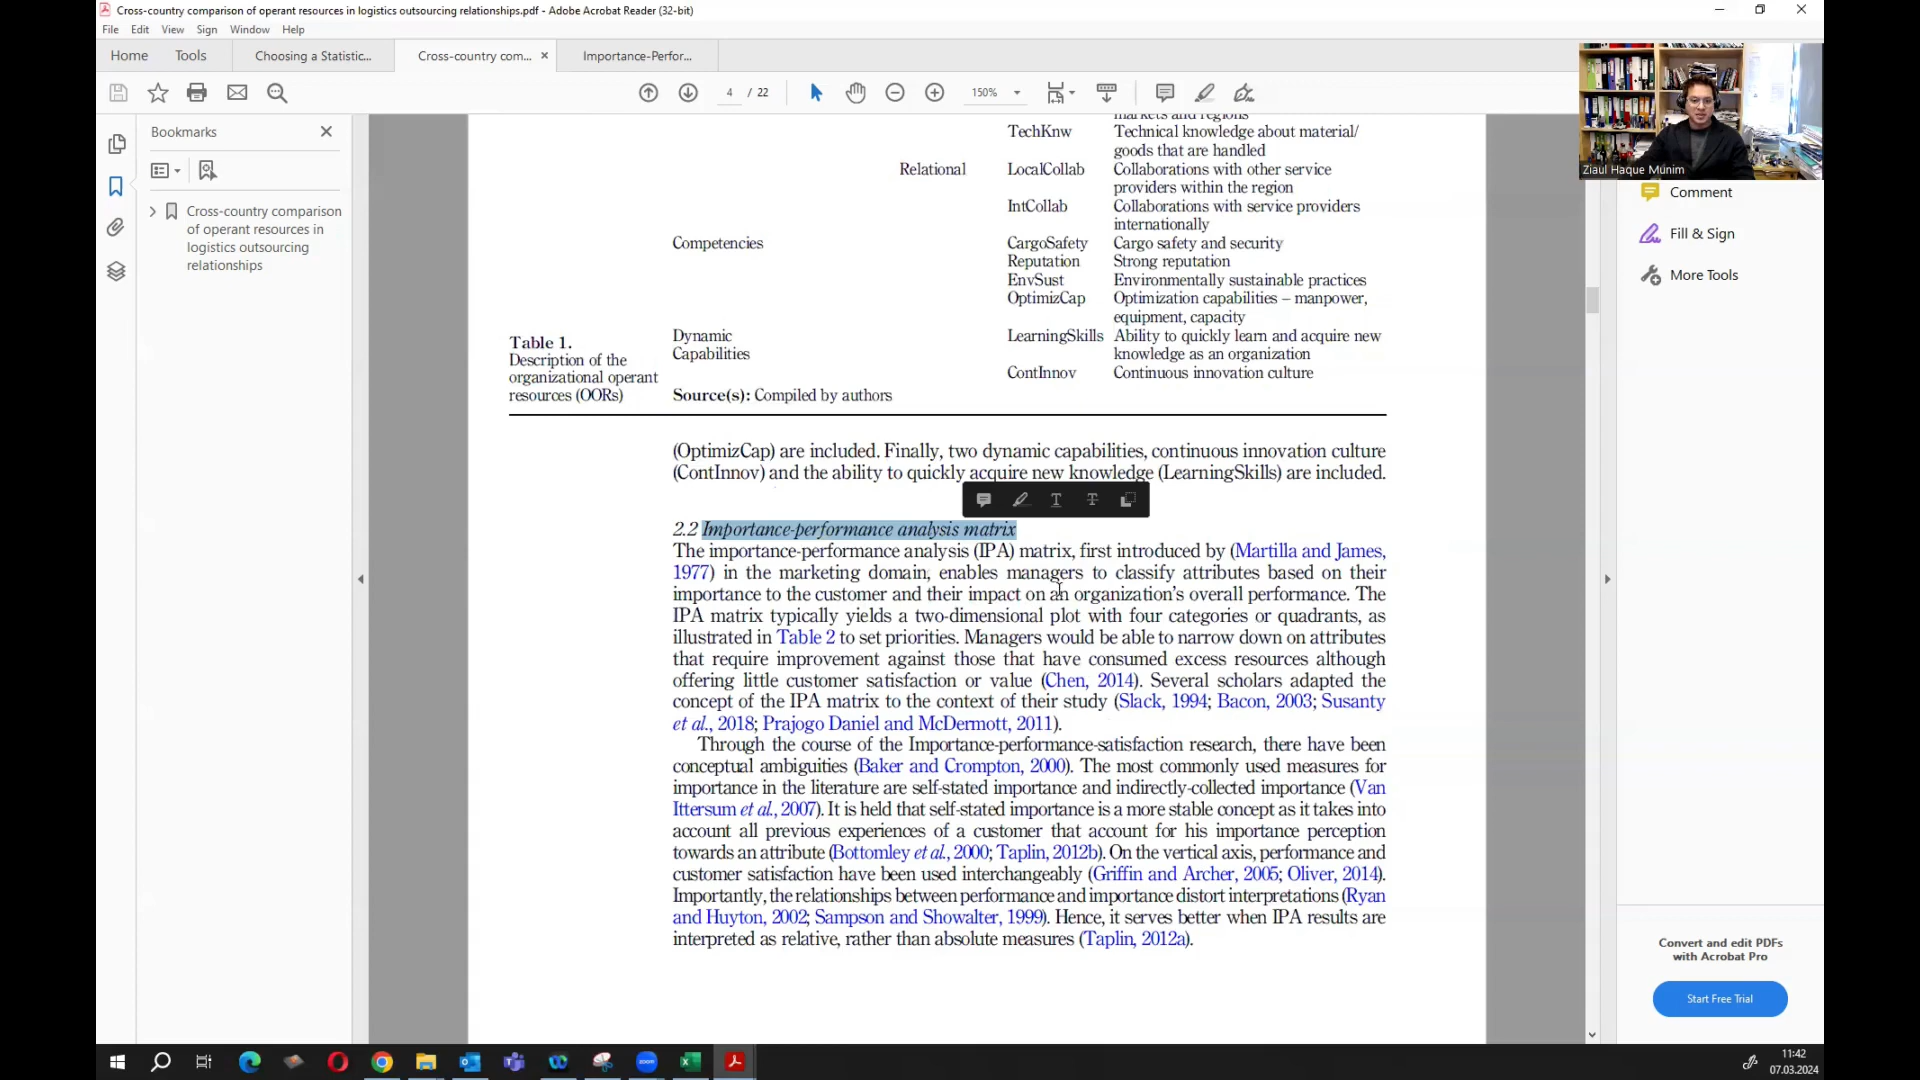 Cross-country comparison of operant resources in logistics outsourcing relationships.pdf - Adobe Acrobat Reader (32-bit)
File Edit View Sign Window Help
Home Tools Choosing a Statistic... Cross-country com... × Importance-Perfor...
4 / 22 150%
Ziaul Haque Munim
Bookmarks
Cross-country comparison
of operant resources in
logistics outsourcing
relationships
markets and regions
TechKnw Technical knowledge about material/
goods that are handled
Relational LocalCollab Collaborations with other service
providers within the region
IntCollab Collaborations with service providers
internationally
Competencies CargoSafety Cargo safety and security
Reputation Strong reputation
EnvSust Environmentally sustainable practices
OptimizCap Optimization capabilities – manpower,
equipment, capacity
Dynamic LearningSkills Ability to quickly learn and acquire new
Capabilities knowledge as an organization
ContInnov Continuous innovation culture
Table 1.
Description of the
organizational operant
resources (OORs)
Source(s): Compiled by authors
(OptimizCap) are included. Finally, two dynamic capabilities, continuous innovation culture
(ContInnov) and the ability to quickly acquire new knowledge (LearningSkills) are included.
2.2 Importance-performance analysis matrix
The importance-performance analysis (IPA) matrix, first introduced by (Martilla and James,
1977) in the marketing domain, enables managers to classify attributes based on their
importance to the customer and their impact on an organization's overall performance. The
IPA matrix typically yields a two-dimensional plot with four categories or quadrants, as
illustrated in Table 2 to set priorities. Managers would be able to narrow down on attributes
that require improvement against those that have consumed excess resources although
offering little customer satisfaction or value (Chen, 2014). Several scholars adapted the
concept of the IPA matrix to the context of their study (Slack, 1994; Bacon, 2003; Susanty
et al., 2018; Prajogo Daniel and McDermott, 2011).
Through the course of the Importance-performance-satisfaction research, there have been
conceptual ambiguities (Baker and Crompton, 2000). The most commonly used measures for
importance in the literature are self-stated importance and indirectly-collected importance (Van
Ittersum et al., 2007). It is held that self-stated importance is a more stable concept as it takes into
account all previous experiences of a customer that account for his importance perception
towards an attribute (Bottomley et al., 2000; Taplin, 2012b). On the vertical axis, performance and
customer satisfaction have been used interchangeably (Griffin and Archer, 2005; Oliver, 2014).
Importantly, the relationships between performance and importance distort interpretations (Ryan
and Huyton, 2002; Sampson and Showalter, 1999). Hence, it serves better when IPA results are
interpreted as relative, rather than absolute measures (Taplin, 2012a).
Comment
Fill & Sign
More Tools
Convert and edit PDFs
with Acrobat Pro
Start Free Trial
zoom
11:42
07.03.2024